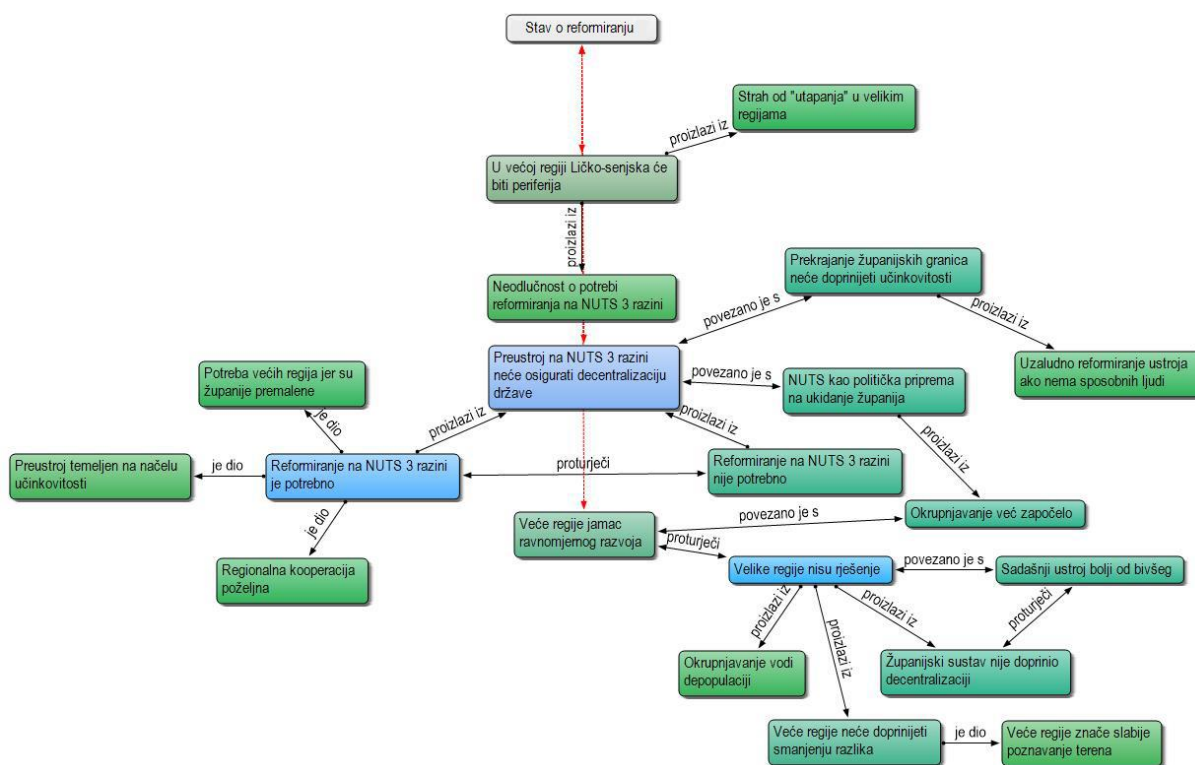 Stav o reformiranju
Strah od "utapanja" u velikim
regijama
proizlazi iz
U većoj regiji Ličko-senjska će
biti periferija
proizlazi iz
Prekrajanje županijskih granica
neće doprinijeti učinkovitosti
Neodlučnost o potrebi
reformiranja na NUTS 3 razini
povezano je s
proizlazi iz
Preustroj na NUTS 3 razini
neće osigurati decentralizaciju
države
Uzaludno reformiranje ustroja
ako nema sposobnih ljudi
Potreba većih regija jer su
županije premalene
povezano je s
NUTS kao politička priprema
na ukidanje županija
je dio
proizlazi iz
proizlazi iz
proizlazi iz
Preustroj temeljen na načelu
učinkovitosti
je dio
Reformiranje na NUTS 3 razini
je potrebno
proturječi
Reformiranje na NUTS 3 razini
nije potrebno
je dio
Veće regije jamac
ravnomjernog razvoja
povezano je s
Okrupnjavanje već započelo
proturječi
Regionalna kooperacija
poželjna
Velike regije nisu rješenje
povezano je s
Sadašnji ustroj bolji od bivšeg
proizlazi iz
proizlazi iz
proizlazi iz
proturječi
Okrupnjavanje vodi
depopulaciji
Županijski sustav nije doprinio
decentralizaciji
Veće regije neće doprinijeti
smanjenju razlika
je dio
Veće regije znače slabije
poznavanje terena